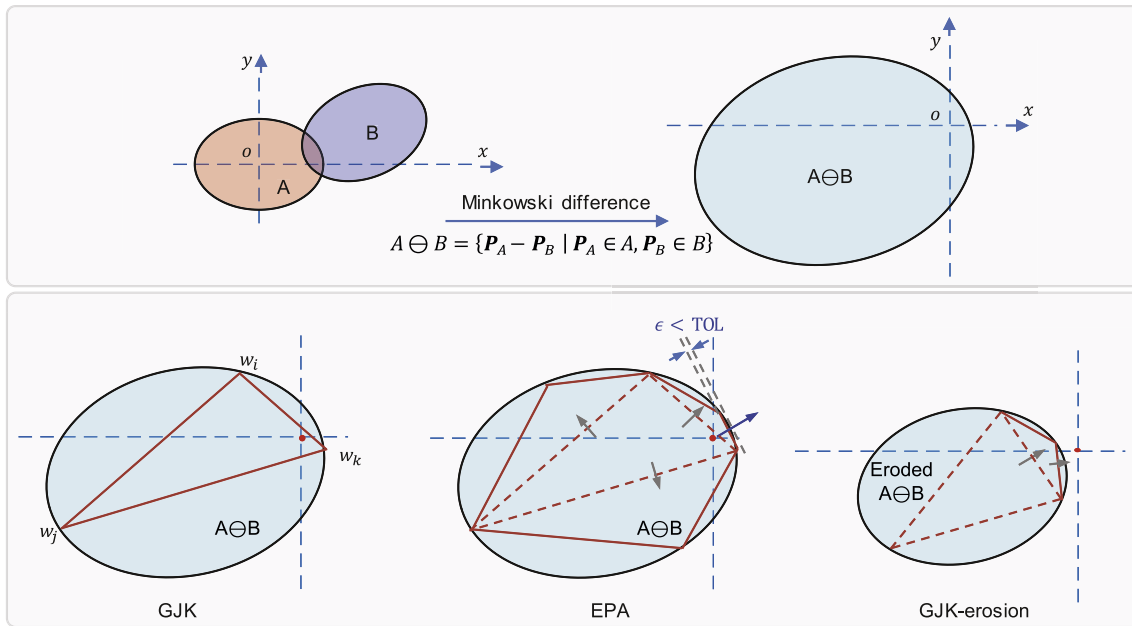 y
o
x
A
B
Minkowski difference
A ⊖ B = {P_A − P_B | P_A ∈ A, P_B ∈ B}
y
o
x
A⊖B
w_i
w_k
w_j
A⊖B
GJK
ϵ < TOL
A⊖B
EPA
Eroded
A⊖B
GJK-erosion